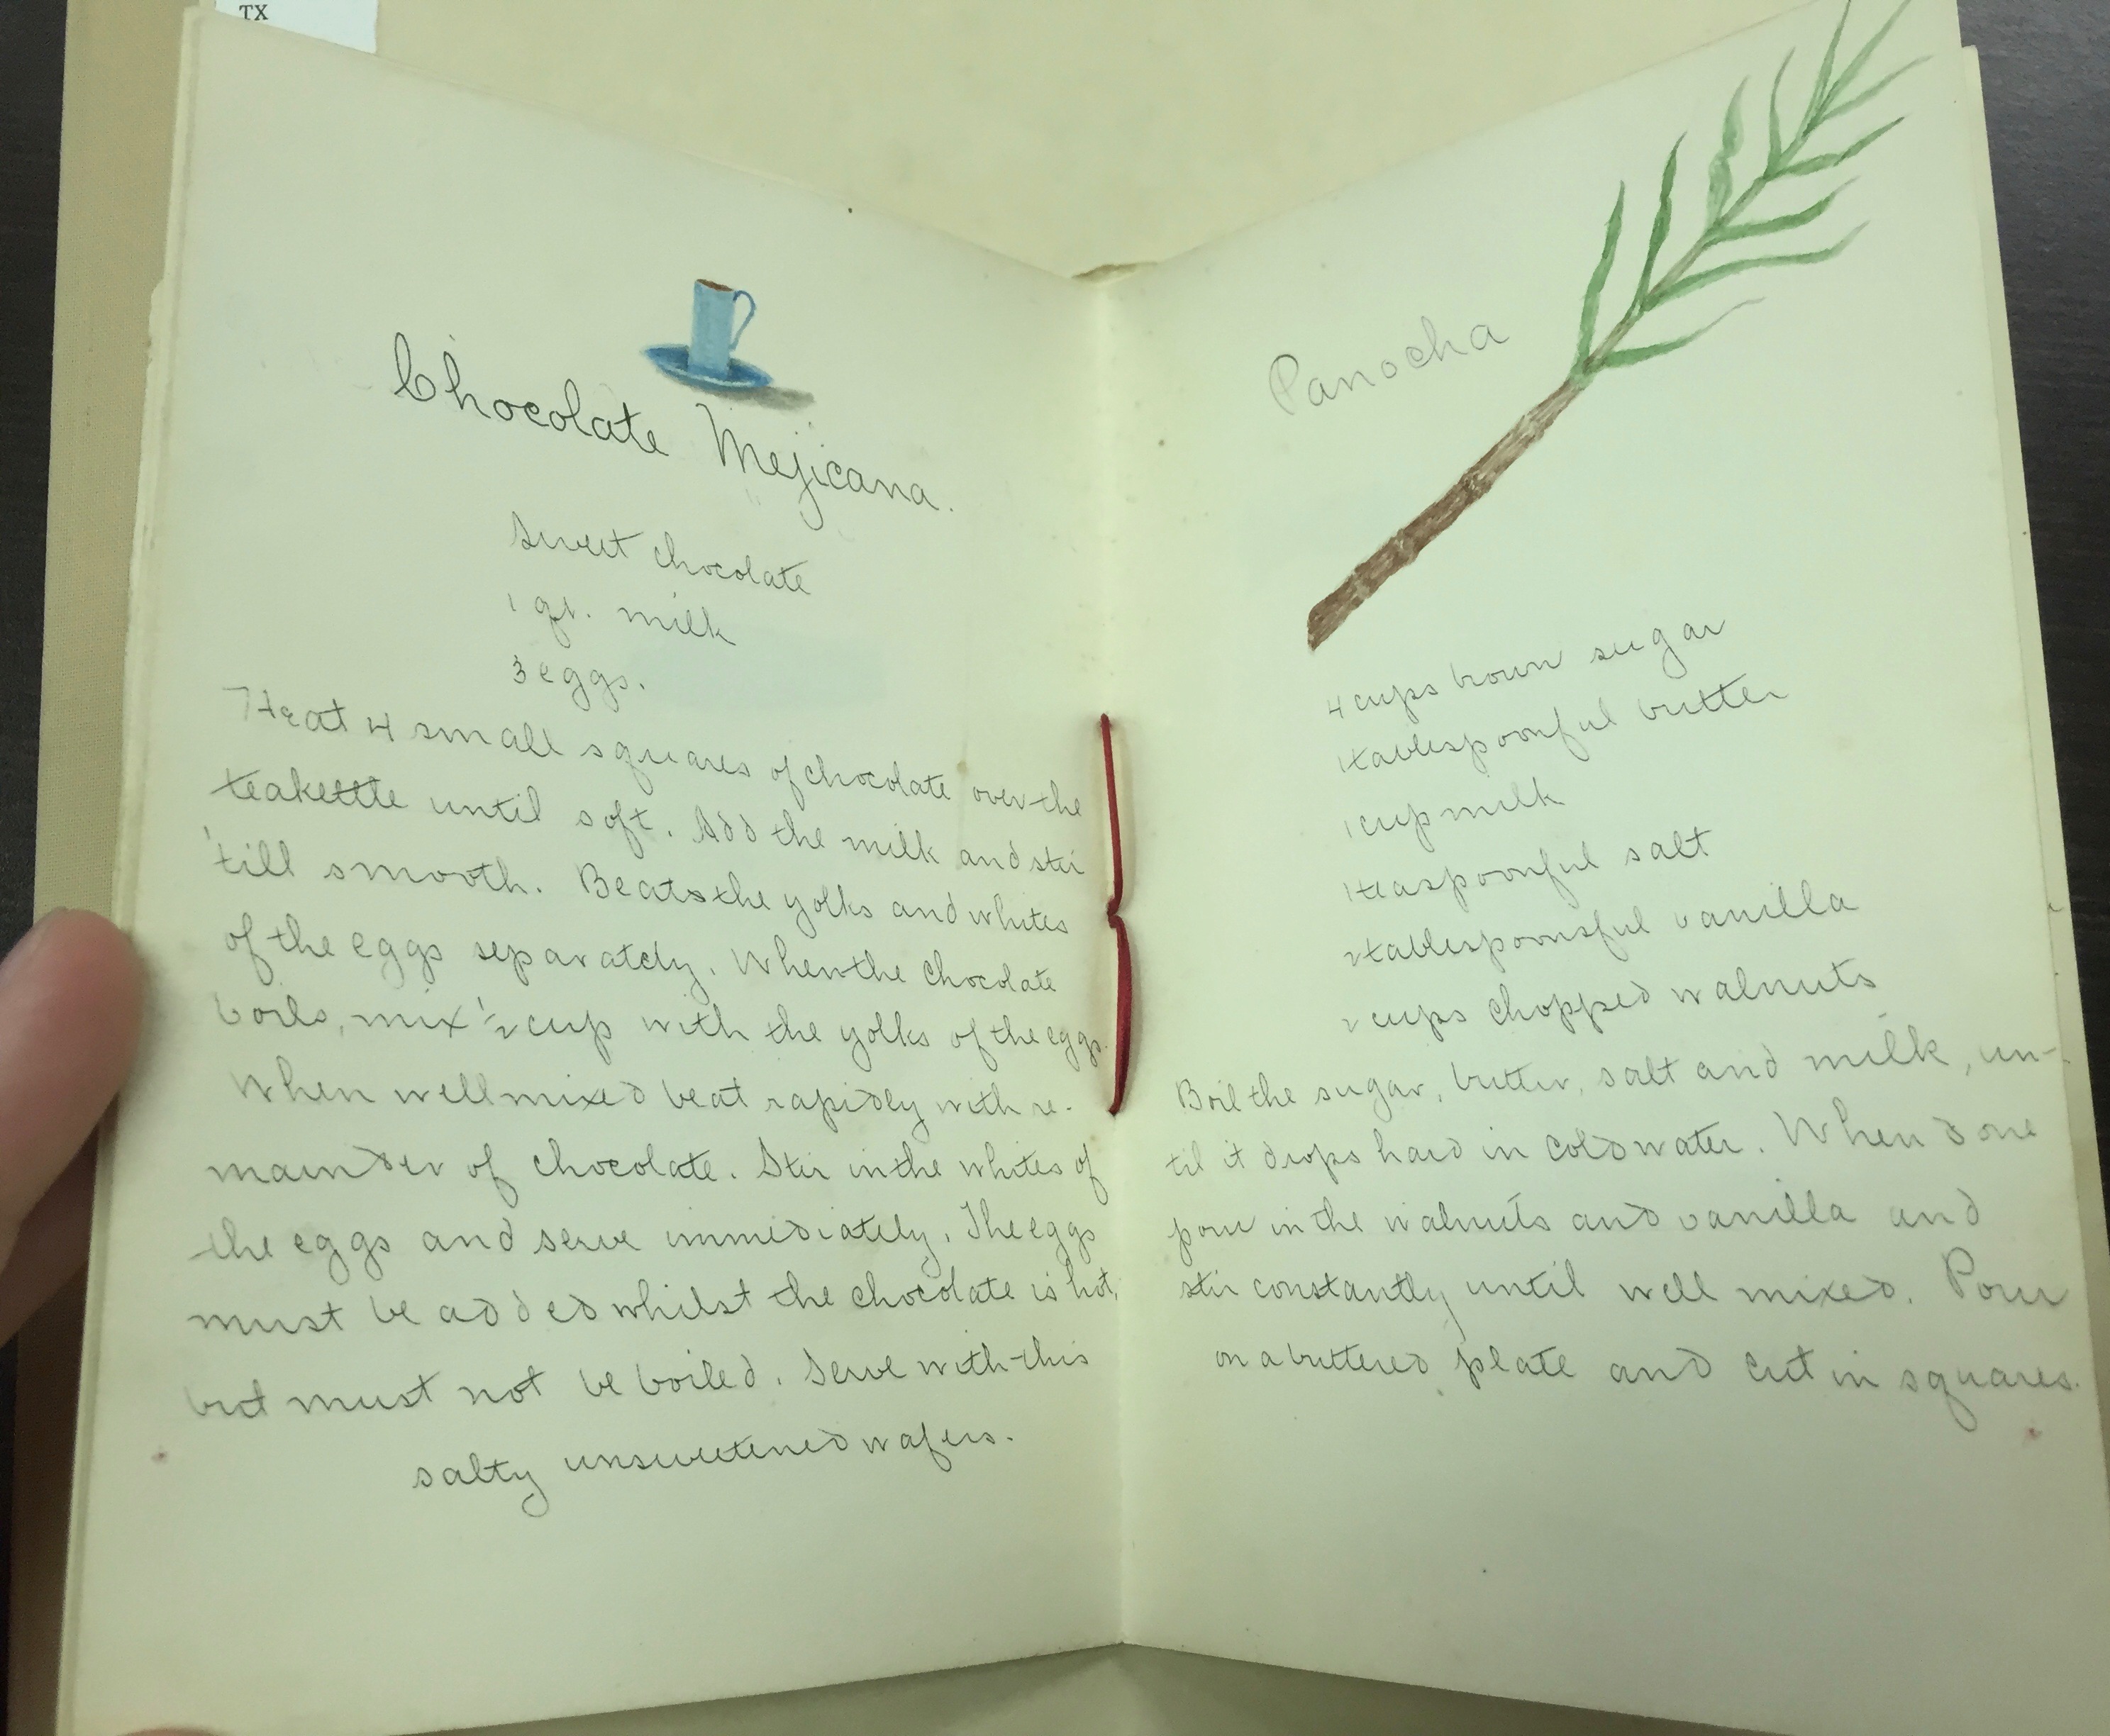 TX
Chocolate Mejicana.
Sweet chocolate
1 qt. milk
3 eggs.
Heat 4 small squares of chocolate over the
teakettle until soft. Add the milk and stir
'till smooth. Beat the yolks and whites
of the eggs separately. When the chocolate
boils, mix 1/2 cup with the yolks of the eggs.
When well mixed beat rapidly with re-
mainder of chocolate. Stir in the whites of
the eggs and serve immediately. The eggs
must be added whilst the chocolate is hot,
but must not be boiled. Serve with this
salty unsweetened wafers.
Panocha
4 cups brown sugar
1 tablespoonful butter
1 cup milk
1 teaspoonful salt
2 tablespoonsful vanilla
2 cups chopped walnuts
Boil the sugar, butter, salt and milk, un-
til it drops hard in cold water. When done
pour in the walnuts and vanilla and
stir constantly until well mixed. Pour
on a buttered plate and cut in squares.